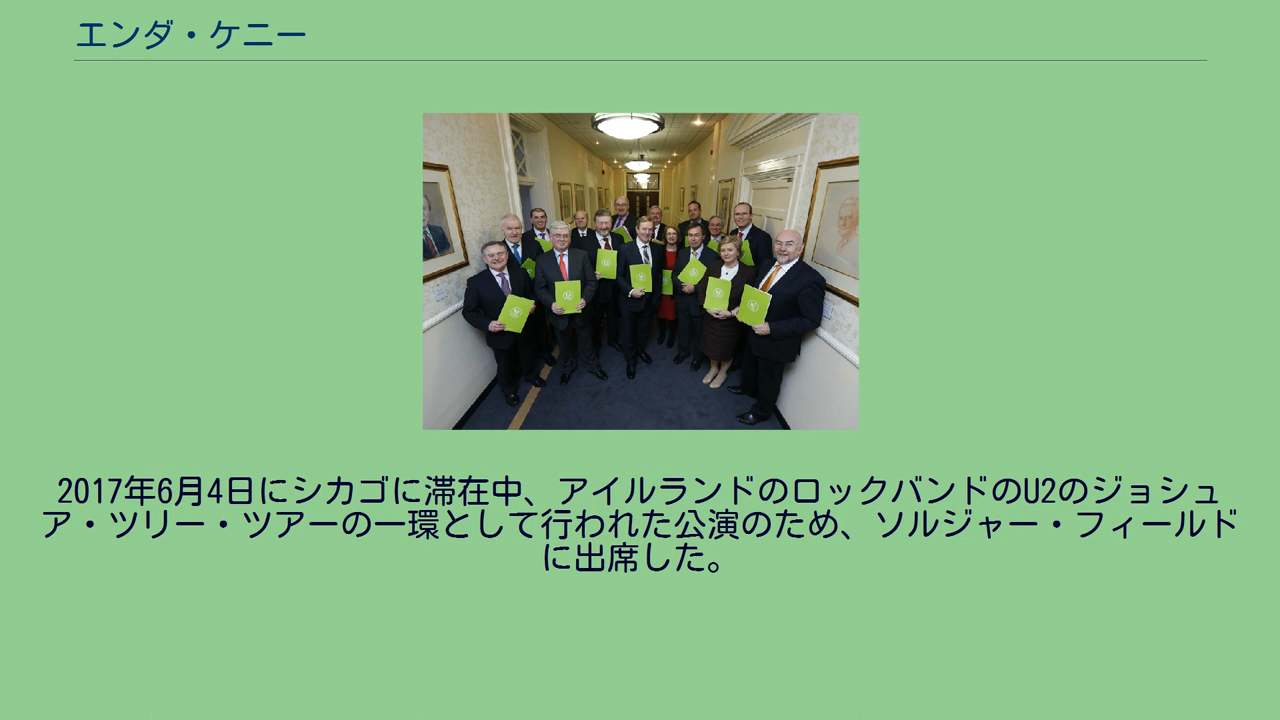 エンダ・ケニー
2017年6月4日にシカゴに滞在中、アイルランドのロックバンドのU2のジョシュ
ア・ツリー・ツアーの一環として行われた公演のため、ソルジャー・フィールド
に出席した。